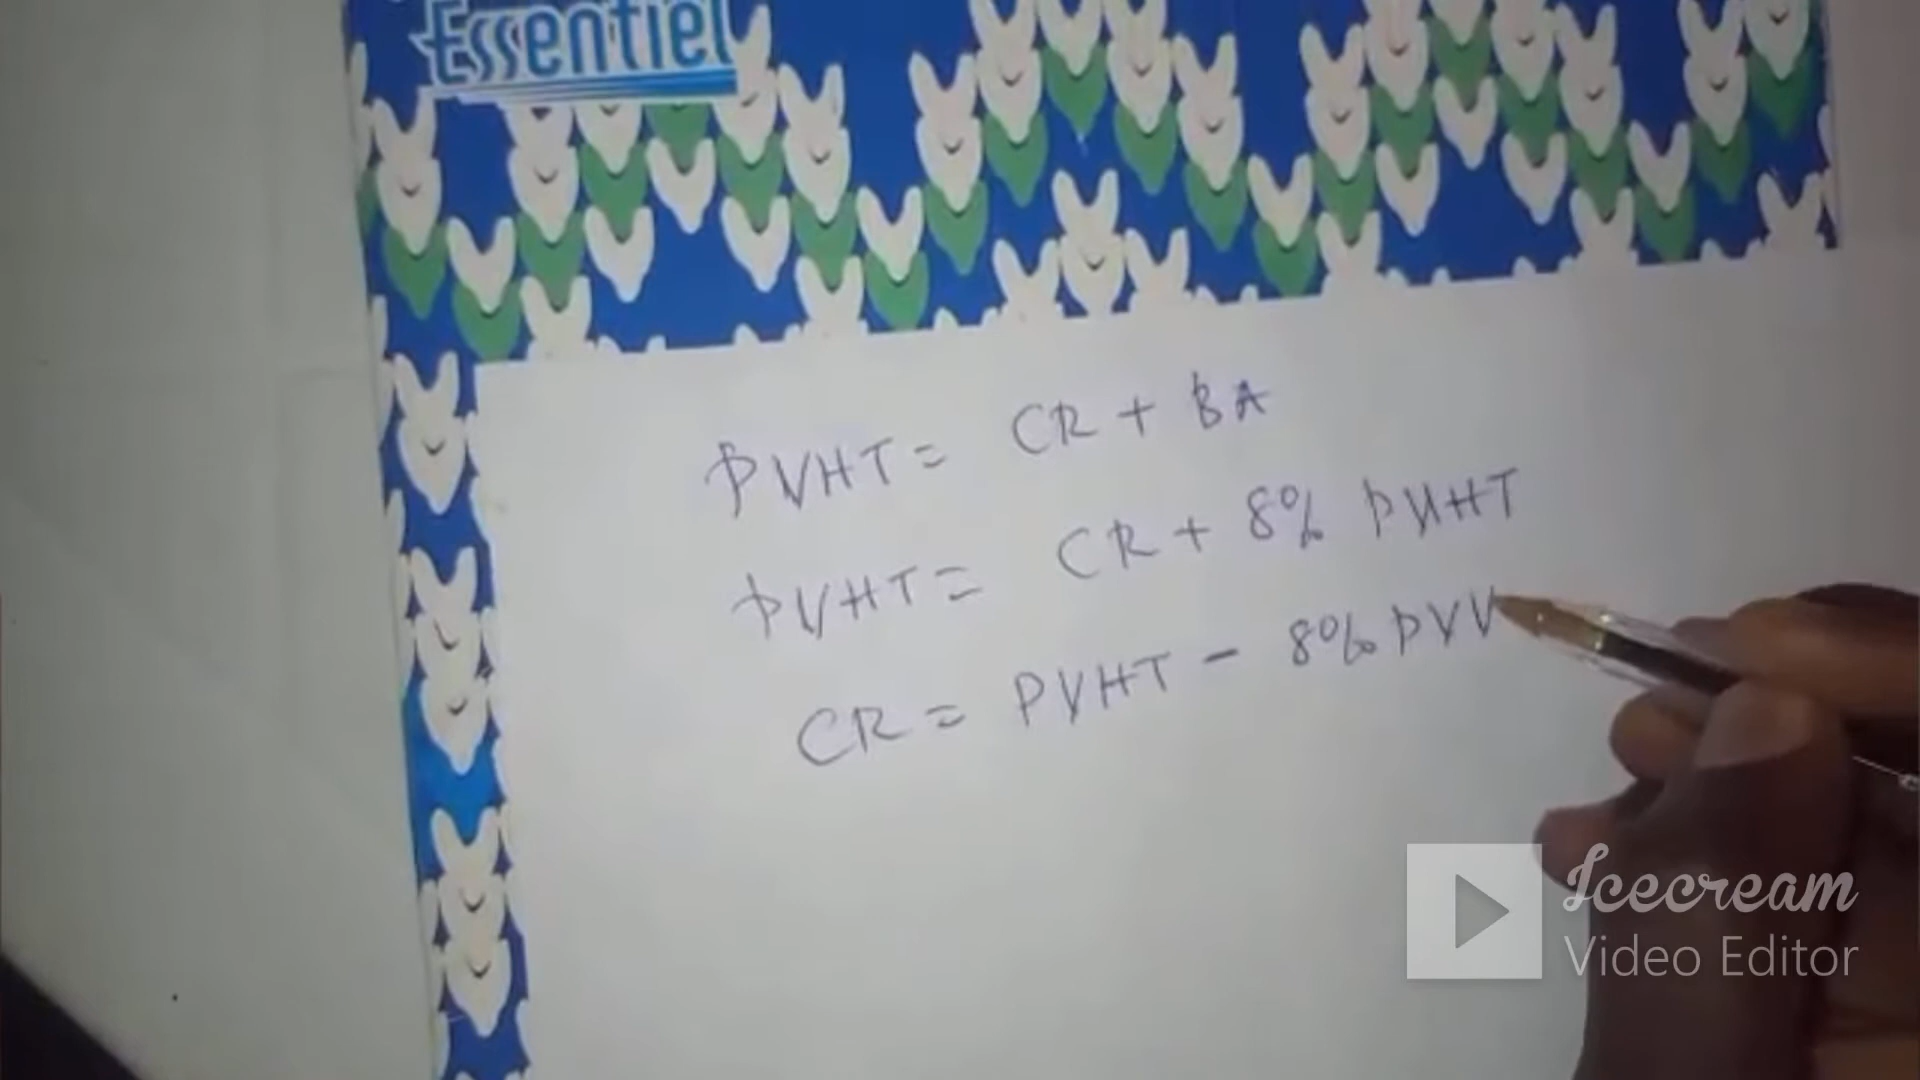 Essentiel
PVHT = CR + BA
PVHT = CR + 8% PVHT
CR = PVHT - 8% PVV
Icecream
Video Editor